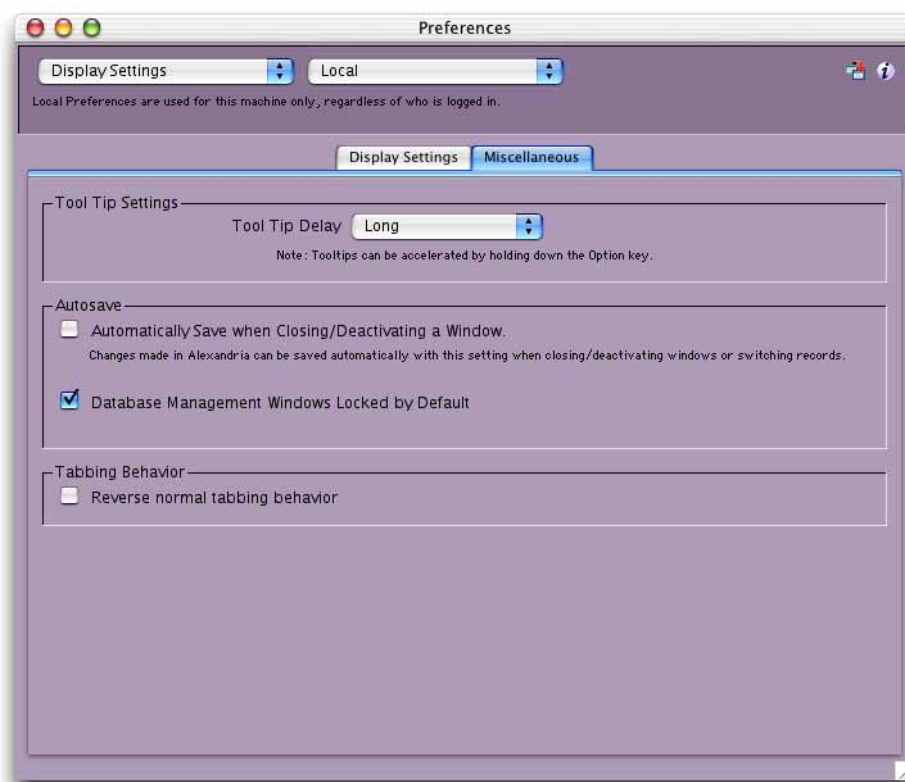 Preferences
Display Settings Local
Local Preferences are used for this machine only, regardless of who is logged in.
Display Settings Miscellaneous
Tool Tip Settings
Tool Tip Delay Long
Note: Tooltips can be accelerated by holding down the Option key.
Autosave
Automatically Save when Closing/Deactivating a Window.
Changes made in Alexandria can be saved automatically with this setting when closing/deactivating windows or switching records.
Database Management Windows Locked by Default
Tabbing Behavior
Reverse normal tabbing behavior